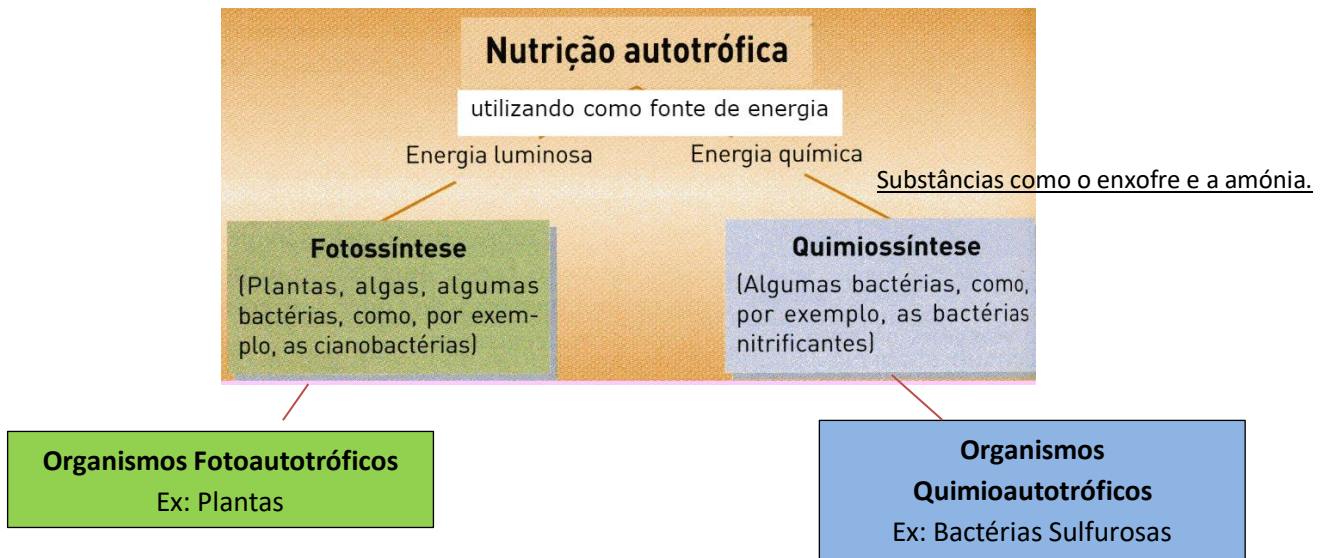 Nutrição autotrófica
utilizando como fonte de energia
Energia luminosa
Energia química
Substâncias como o enxofre e a amónia.
Fotossíntese
(Plantas, algas, algumas
bactérias, como, por exem-
plo, as cianobactérias)
Quimiossíntese
(Algumas bactérias, como,
por exemplo, as bactérias
nitrificantes)
Organismos Fotoautotróficos
Ex: Plantas
Organismos
Quimioautotróficos
Ex: Bactérias Sulfurosas